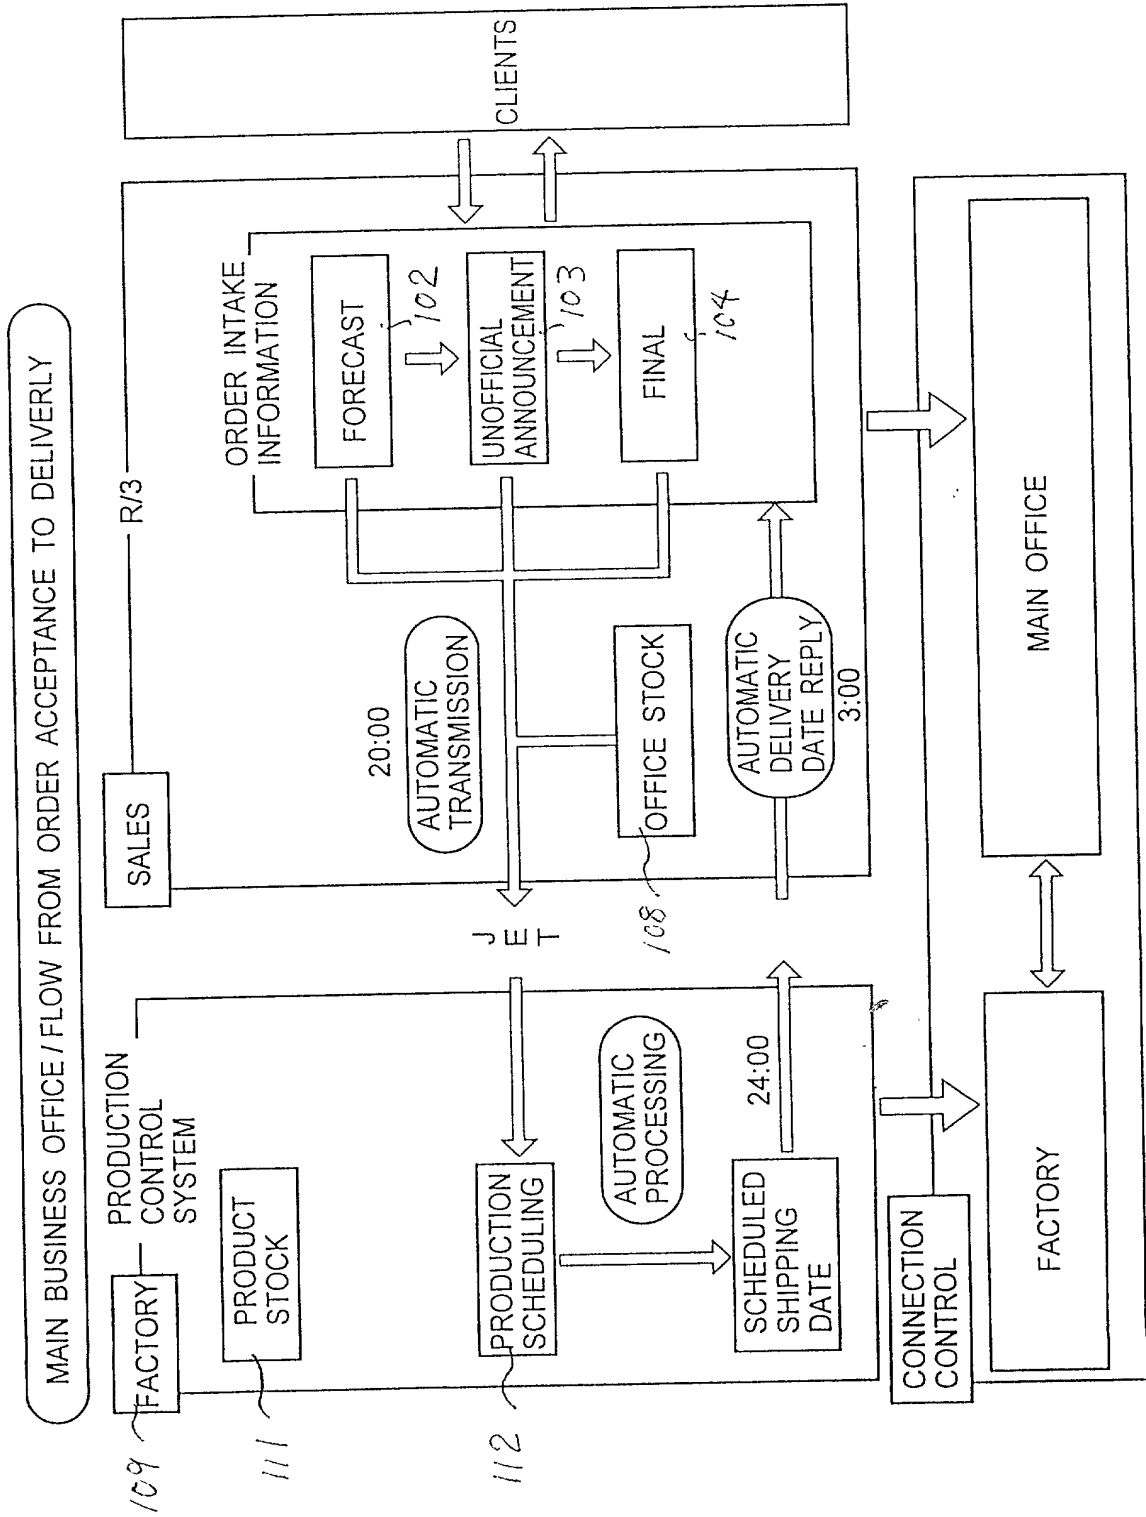 MAIN BUSINESS OFFICE / FLOW FROM ORDER ACCEPTANCE TO DELIVERLY
109
FACTORY
PRODUCTION
CONTROL
SYSTEM
111
PRODUCT
STOCK
112
PRODUCTION
SCHEDULING
AUTOMATIC
PROCESSING
SCHEDULED
SHIPPING
DATE
24:00
J
E
T
SALES
R/3
20:00
AUTOMATIC
TRANSMISSION
108
OFFICE STOCK
AUTOMATIC
DELIVERY
DATE REPLY
3:00
ORDER INTAKE
INFORMATION
FORECAST
102
UNOFFICIAL
ANNOUNCEMENT
103
FINAL
104
CLIENTS
CONNECTION
CONTROL
FACTORY
MAIN OFFICE